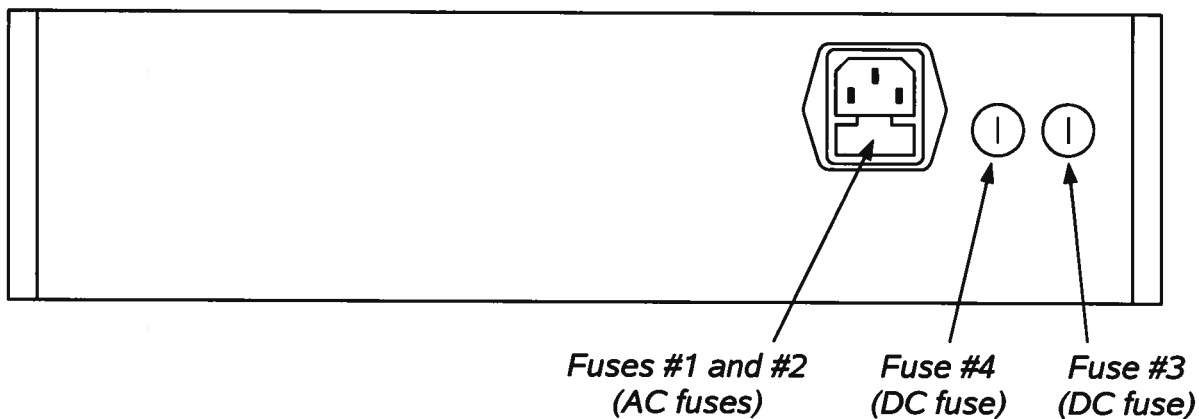 Fuses #1 and #2
(AC fuses)
Fuse #4
(DC fuse)
Fuse #3
(DC fuse)